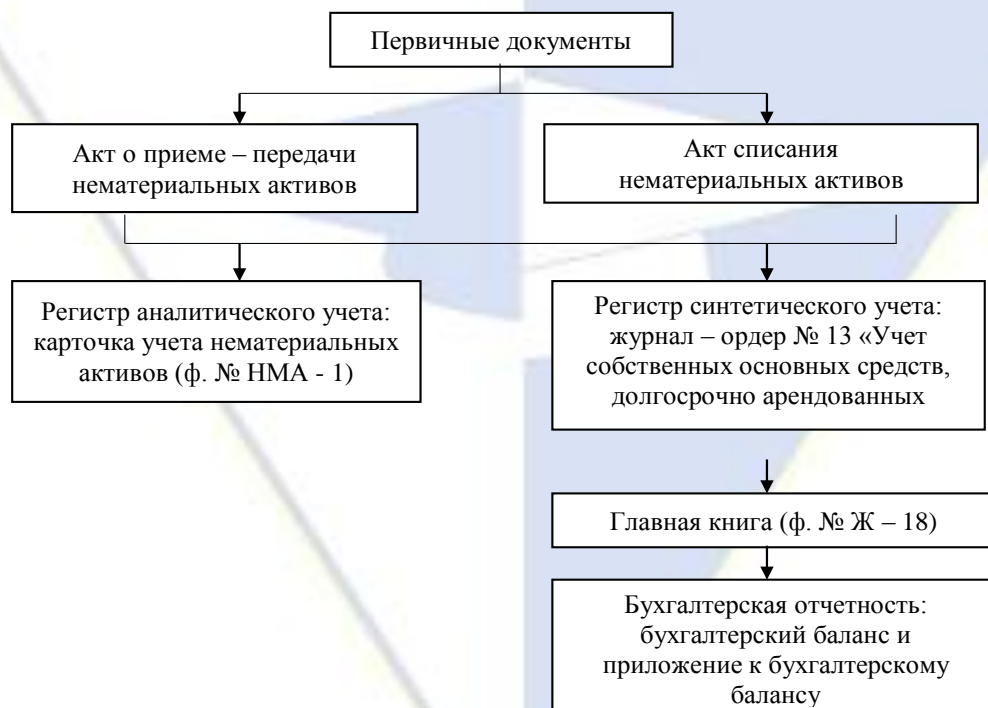 Первичные документы
Акт о приеме – передачи
нематериальных активов
Акт списания
нематериальных активов
Регистр аналитического учета:
карточка учета нематериальных
активов (ф. № НМА - 1)
Регистр синтетического учета:
журнал – ордер № 13 «Учет
собственных основных средств,
долгосрочно арендованных
Главная книга (ф. № Ж – 18)
Бухгалтерская отчетность:
бухгалтерский баланс и
приложение к бухгалтерскому
балансу